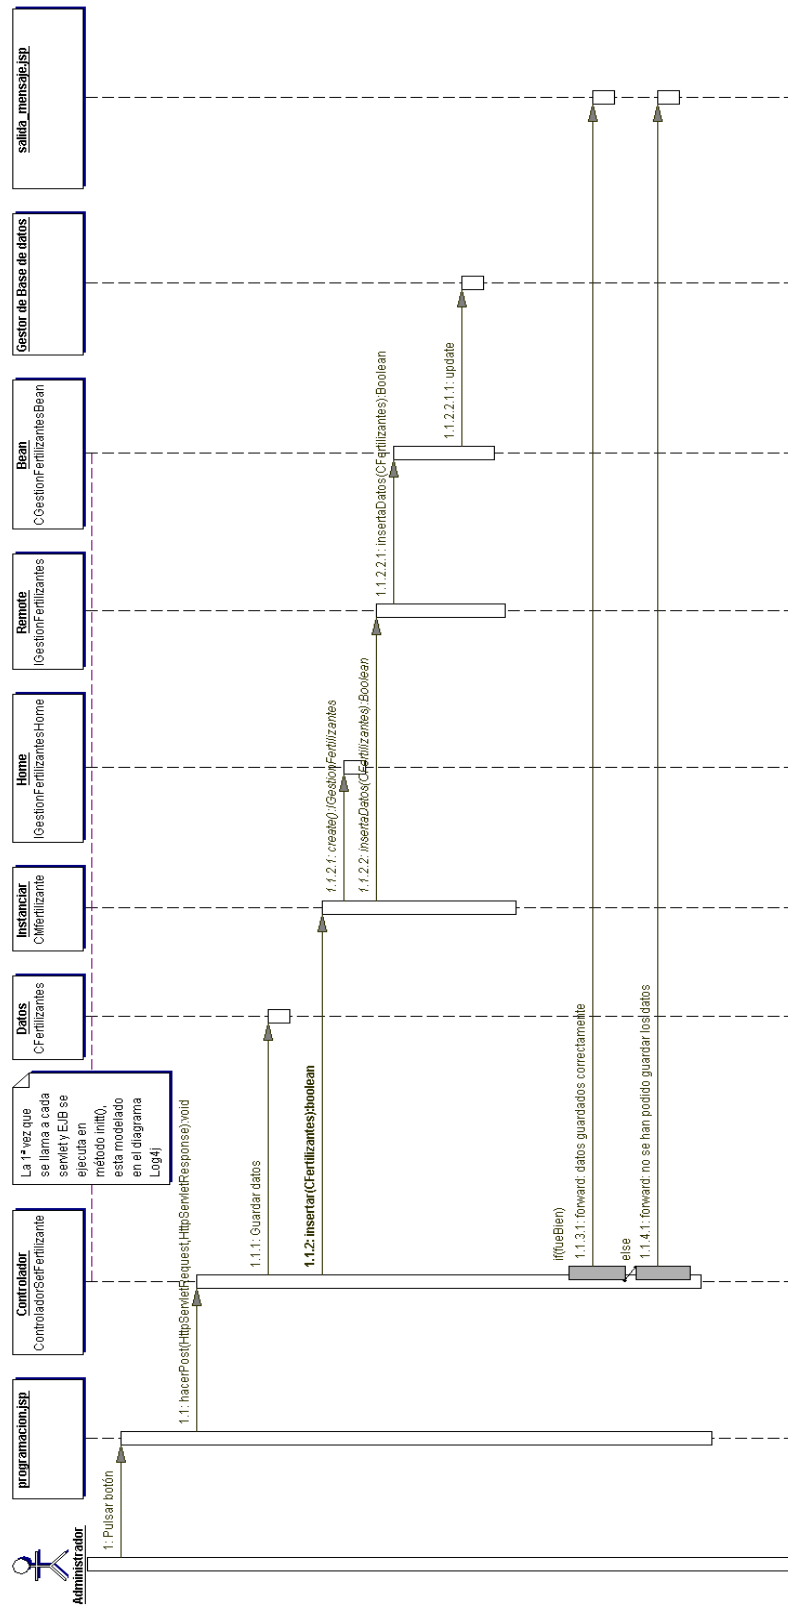 Administrador
programacion.jsp
Controlador
ControladorSetFertilizante
La 1ª vez que
se llama a cada
servlet y EJB se
ejecuta en
método initt(),
esta modelado
en el diagrama
Log4j
Datos
CFertilizantes
Instanciar
CMfertilizante
Home
IGestionFertilizantesHome
Remote
IGestionFertilizantes
Bean
CGestionFertilizantesBean
Gestor de Base de datos
salida_mensaje.jsp
1: Pulsar botón
1.1: hacerPost(HttpServletRequest,HttpServletResponse):void
1.1.1: Guardar datos
1.1.2: insertar(CFertilizantes):boolean
1.1.2.1: create():IGestionFertilizantes
1.1.2.2: insertaDatos(CFertilizantes):Boolean
1.1.2.2.1: insertaDatos(CFertilizantes):Boolean
1.1.2.2.1.1: update
if(fueBien)
1.1.3.1: forward: datos guardados correctamente
else
1.1.4.1: forward: no se han podido guardar los datos